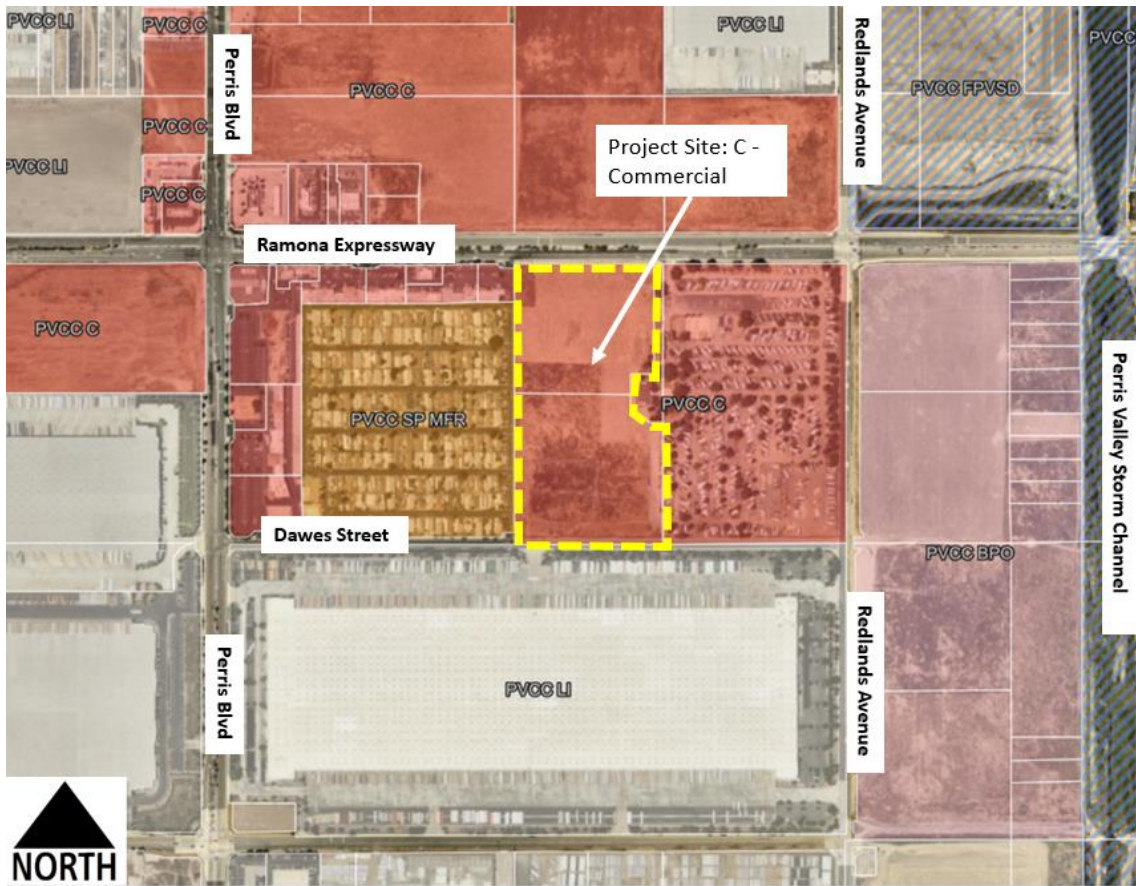 PVCC LI
PVCC C
PVCC LI
PVCC
Perris Blvd
Redlands Avenue
PVCC C
PVCC FPVSD
PVCC C
Project Site: C -
Commercial
PVCC LI
PVCC C
Ramona Expressway
PVCC C
PVCC SP MFR
PVCC C
Perris Valley Storm Channel
Dawes Street
PVCC BPO
Perris Blvd
Redlands Avenue
PVCC LI
NORTH